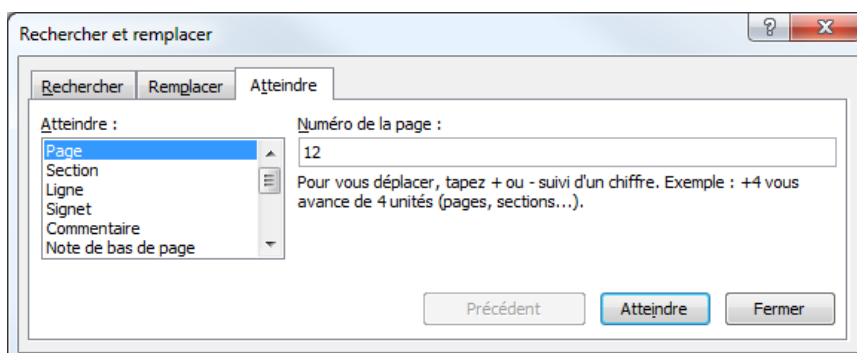 Rechercher et remplacer
Rechercher
Remplacer
Atteindre
Atteindre :
Page
Section
Ligne
Signet
Commentaire
Note de bas de page
Numéro de la page :
12
Pour vous déplacer, tapez + ou - suivi d'un chiffre. Exemple : +4 vous
avance de 4 unités (pages, sections...).
Précédent
Atteindre
Fermer